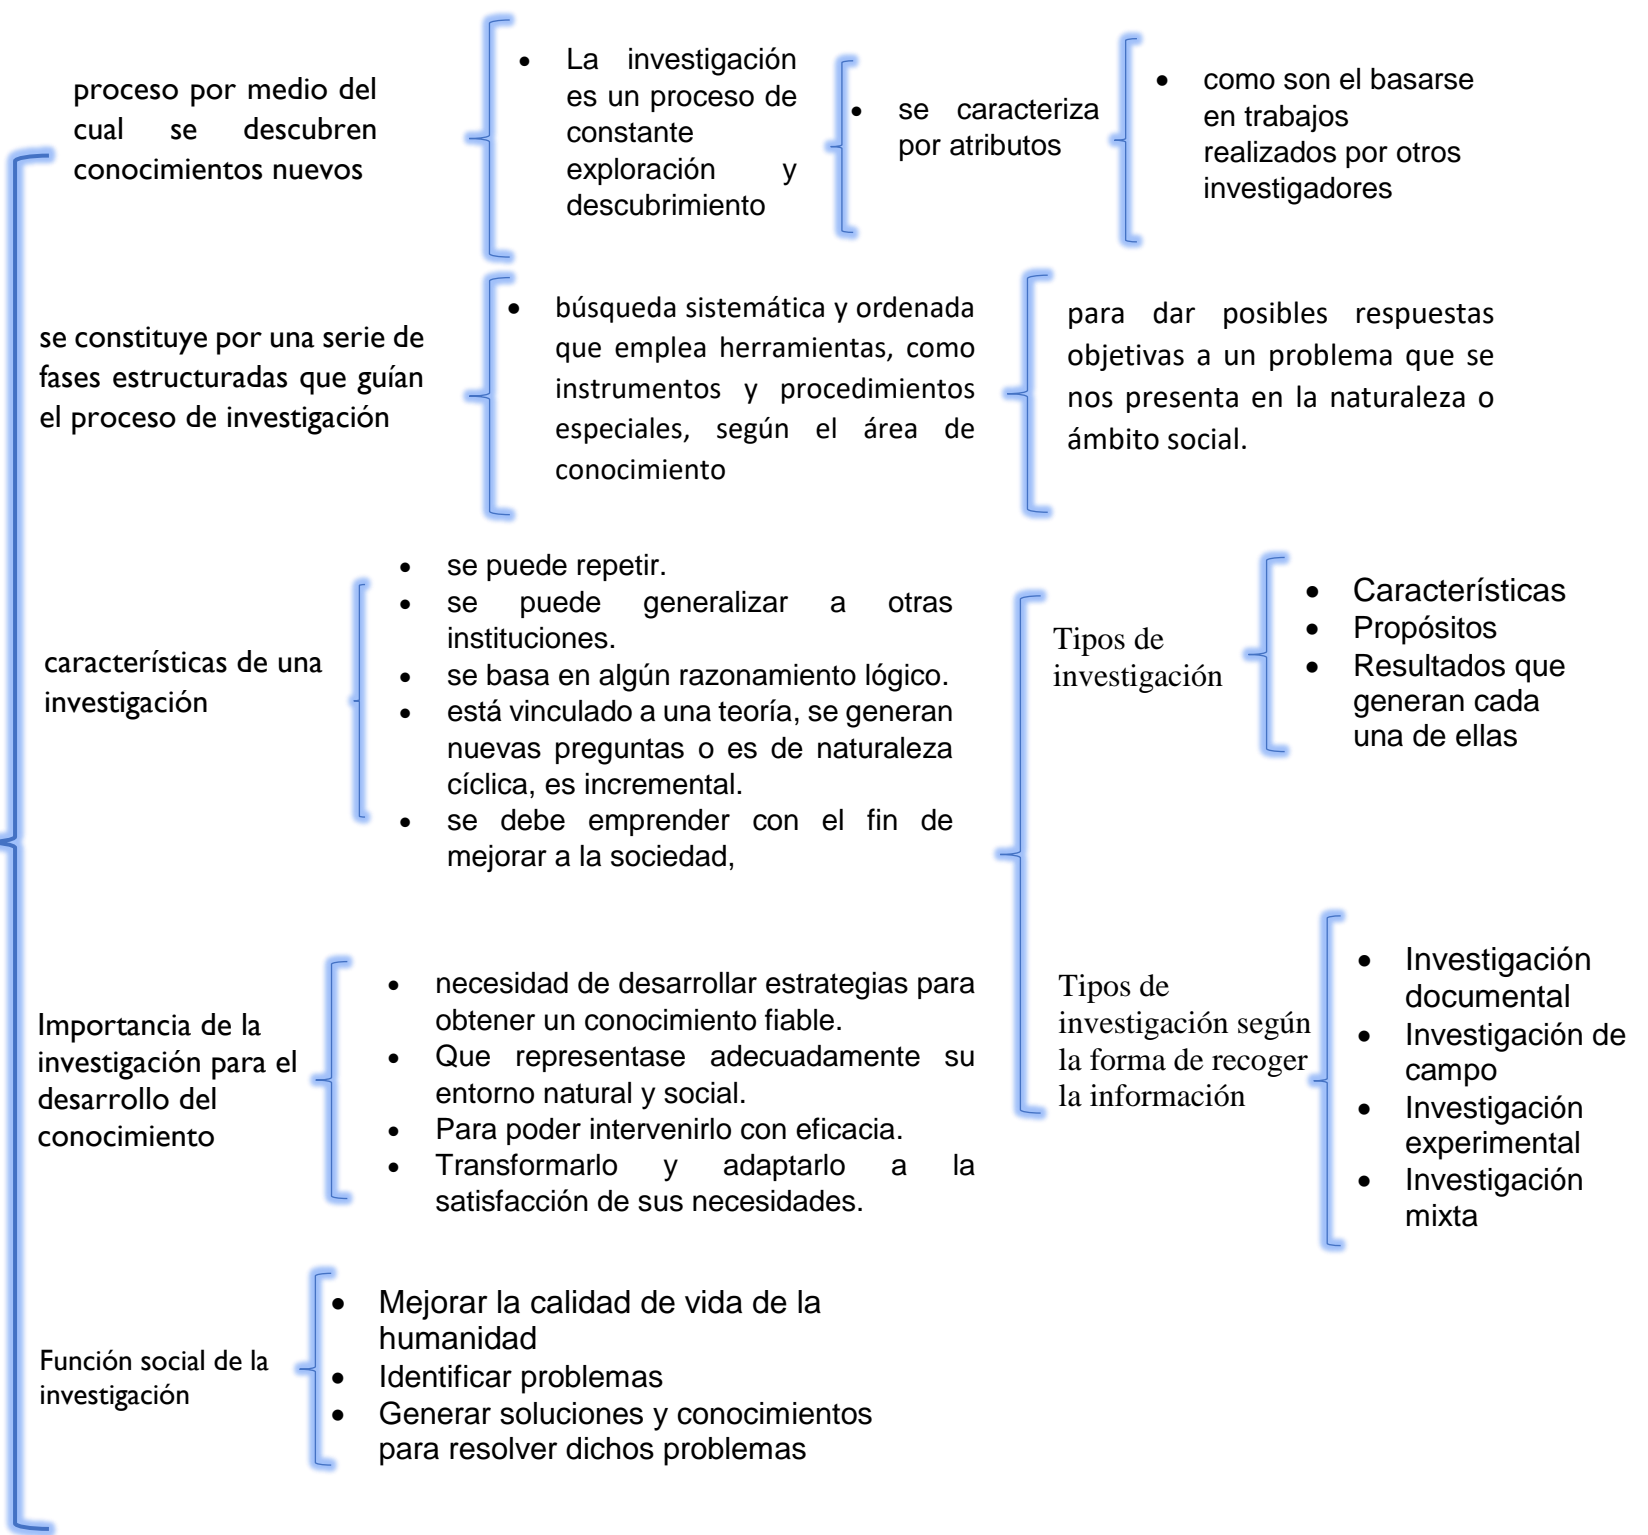 proceso por medio del
cual se descubren
conocimientos nuevos
• La investigación
es un proceso de
constante
exploración y
descubrimiento
• se caracteriza
por atributos
• como son el basarse
en trabajos
realizados por otros
investigadores
se constituye por una serie de
fases estructuradas que guían
el proceso de investigación
• búsqueda sistemática y ordenada
que emplea herramientas, como
instrumentos y procedimientos
especiales, según el área de
conocimiento
para dar posibles respuestas
objetivas a un problema que se
nos presenta en la naturaleza o
ámbito social.
características de una
investigación
• se puede repetir.
• se puede generalizar a otras
instituciones.
• se basa en algún razonamiento lógico.
• está vinculado a una teoría, se generan
nuevas preguntas o es de naturaleza
cíclica, es incremental.
• se debe emprender con el fin de
mejorar a la sociedad,
Tipos de
investigación
• Características
• Propósitos
• Resultados que
generan cada
una de ellas
Tipos de
investigación según
la forma de recoger
la información
• Investigación
documental
• Investigación de
campo
• Investigación
experimental
• Investigación
mixta
Importancia de la
investigación para el
desarrollo del
conocimiento
• necesidad de desarrollar estrategias para
obtener un conocimiento fiable.
• Que representase adecuadamente su
entorno natural y social.
• Para poder intervenirlo con eficacia.
• Transformarlo y adaptarlo a la
satisfacción de sus necesidades.
Función social de la
investigación
• Mejorar la calidad de vida de la
humanidad
• Identificar problemas
• Generar soluciones y conocimientos
para resolver dichos problemas